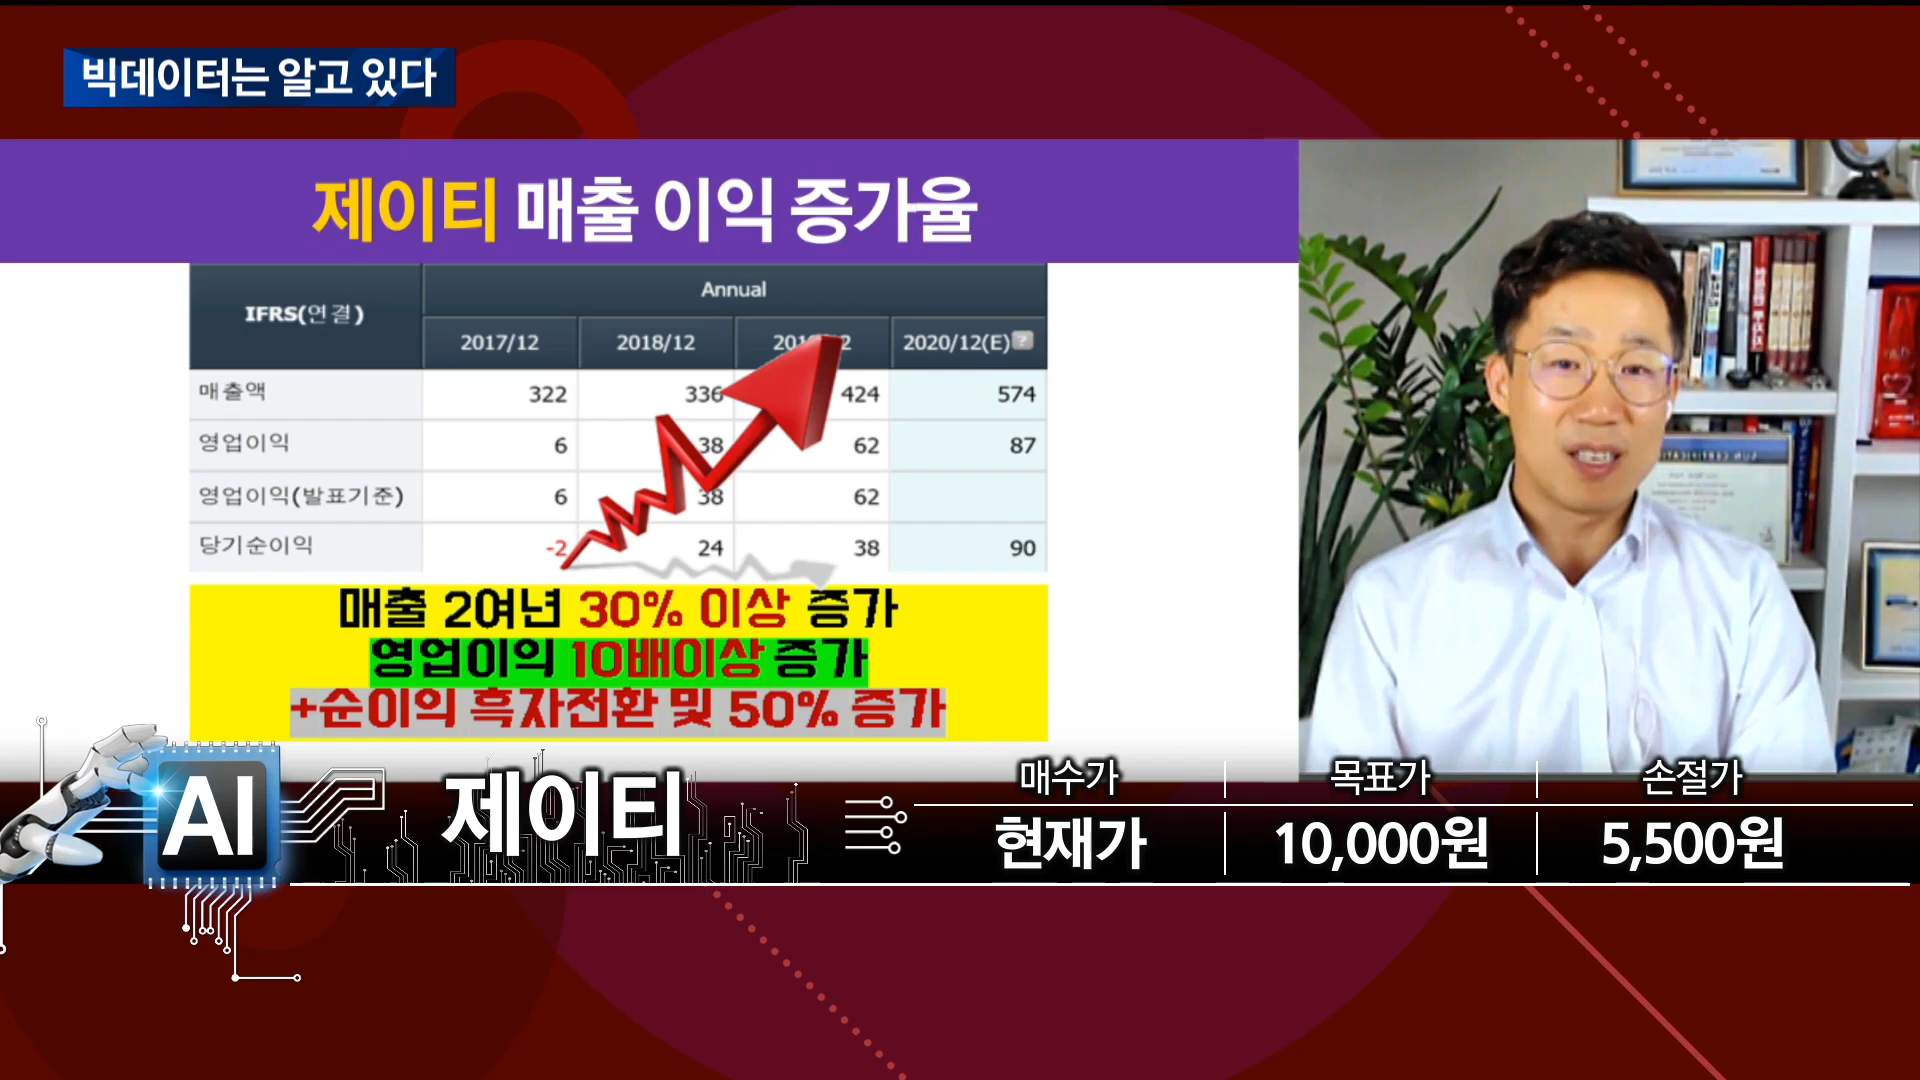 빅데이터는 알고 있다
제이티 매출 이익 증가율
IFRS(연결)
Annual
2017/12 2018/12 2020/12(E)
매출액 322 336 424 574
영업이익 6 38 62 87
영업이익(발표기준) 6 38 62
당기순이익 -2 24 38 90
매출 2여년 30% 이상 증가
영업이익 10배이상 증가
+순이익 흑자전환 및 50% 증가
AI
제이티
매수가 목표가 손절가
현재가 10,000원 5,500원